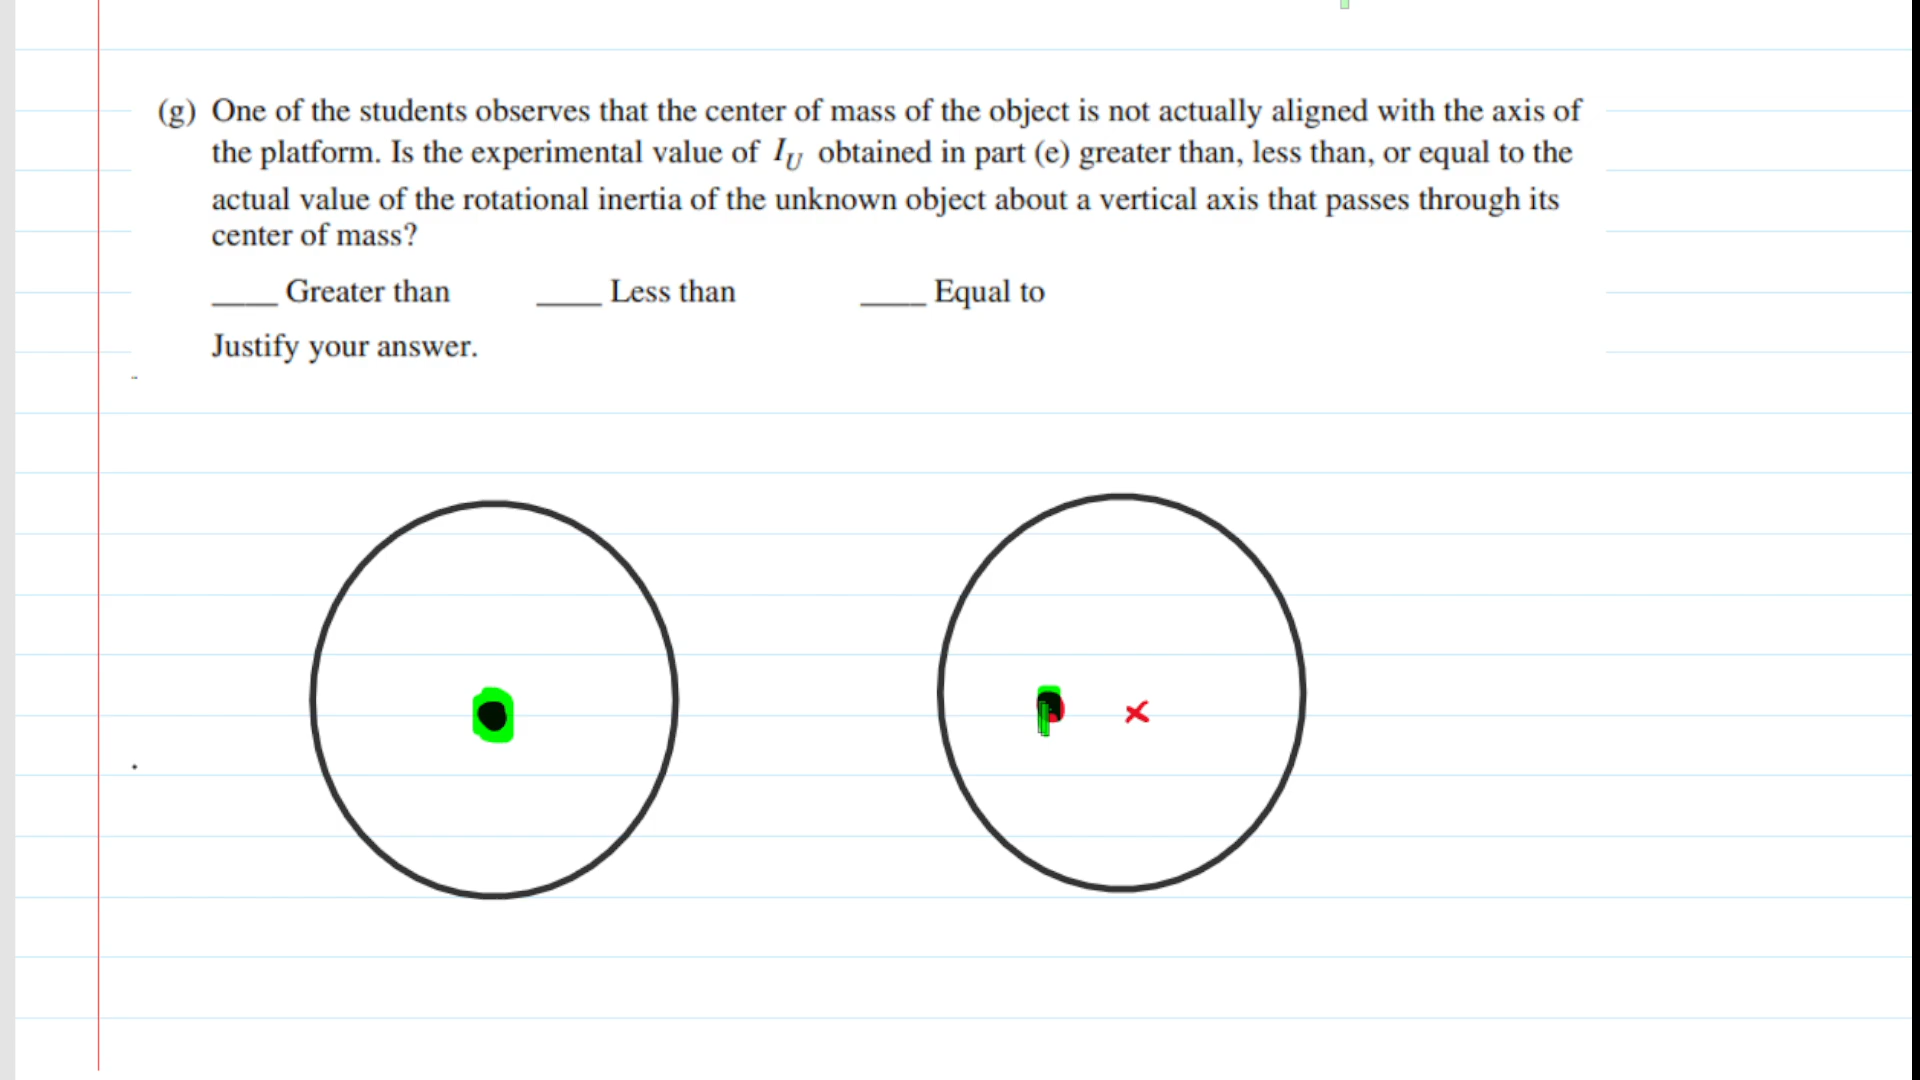 (g) One of the students observes that the center of mass of the object is not actually aligned with the axis of
the platform. Is the experimental value of I_U obtained in part (e) greater than, less than, or equal to the
actual value of the rotational inertia of the unknown object about a vertical axis that passes through its
center of mass?
____ Greater than ____ Less than ____ Equal to
Justify your answer.